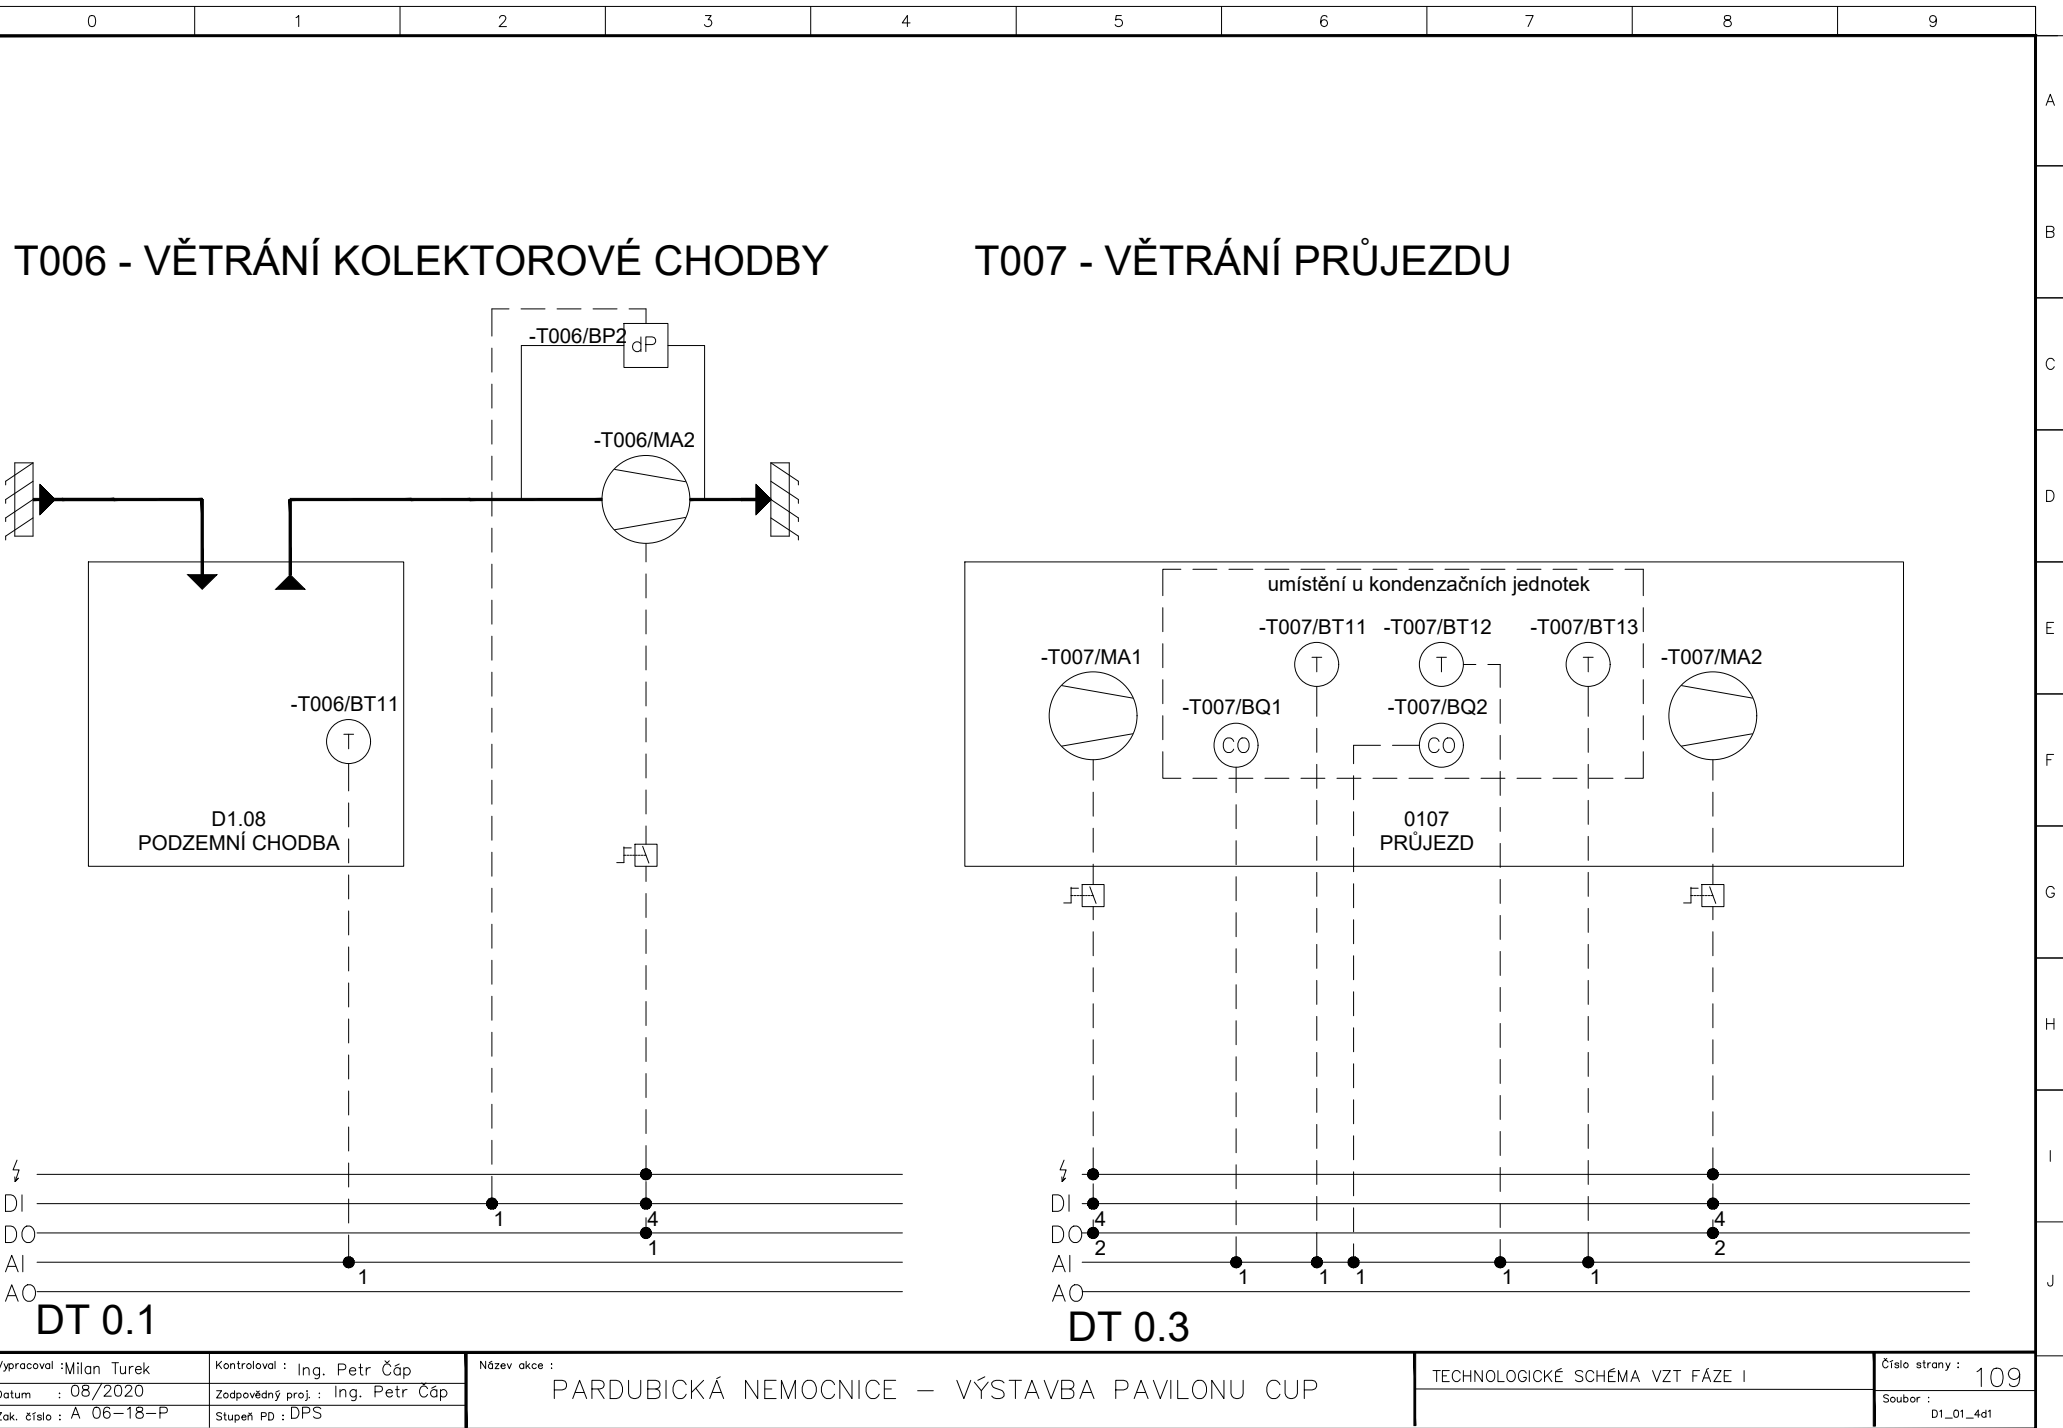 0 1 2 3 4 5 6 7 8 9
A
B
C
D
E
F
G
H
I
J
T006 - VĚTRÁNÍ KOLEKTOROVÉ CHODBY
-T006/BP2
dP
-T006/MA2
-T006/BT11
T
D1.08
PODZEMNÍ CHODBA
DI
DO
AI
AO
1
4
1
1
DT 0.1
T007 - VĚTRÁNÍ PRŮJEZDU
umístění u kondenzačních jednotek
-T007/BT11 -T007/BT12 -T007/BT13
T T T
-T007/MA1 -T007/MA2
-T007/BQ1 -T007/BQ2
CO CO
0107
PRŮJEZD
DI
DO
AI
AO
4 4
2 2
1 1 1 1 1
DT 0.3
Vypracoval : Milan Turek
Datum : 08/2020
Zak. číslo : A 06-18-P
Kontroloval : Ing. Petr Čáp
Zodpovědný proj. : Ing. Petr Čáp
Stupeň PD : DPS
Název akce :
PARDUBICKÁ NEMOCNICE – VÝSTAVBA PAVILONU CUP
TECHNOLOGICKÉ SCHÉMA VZT FÁZE I
Číslo strany : 109
Soubor :
D1_01_4d1